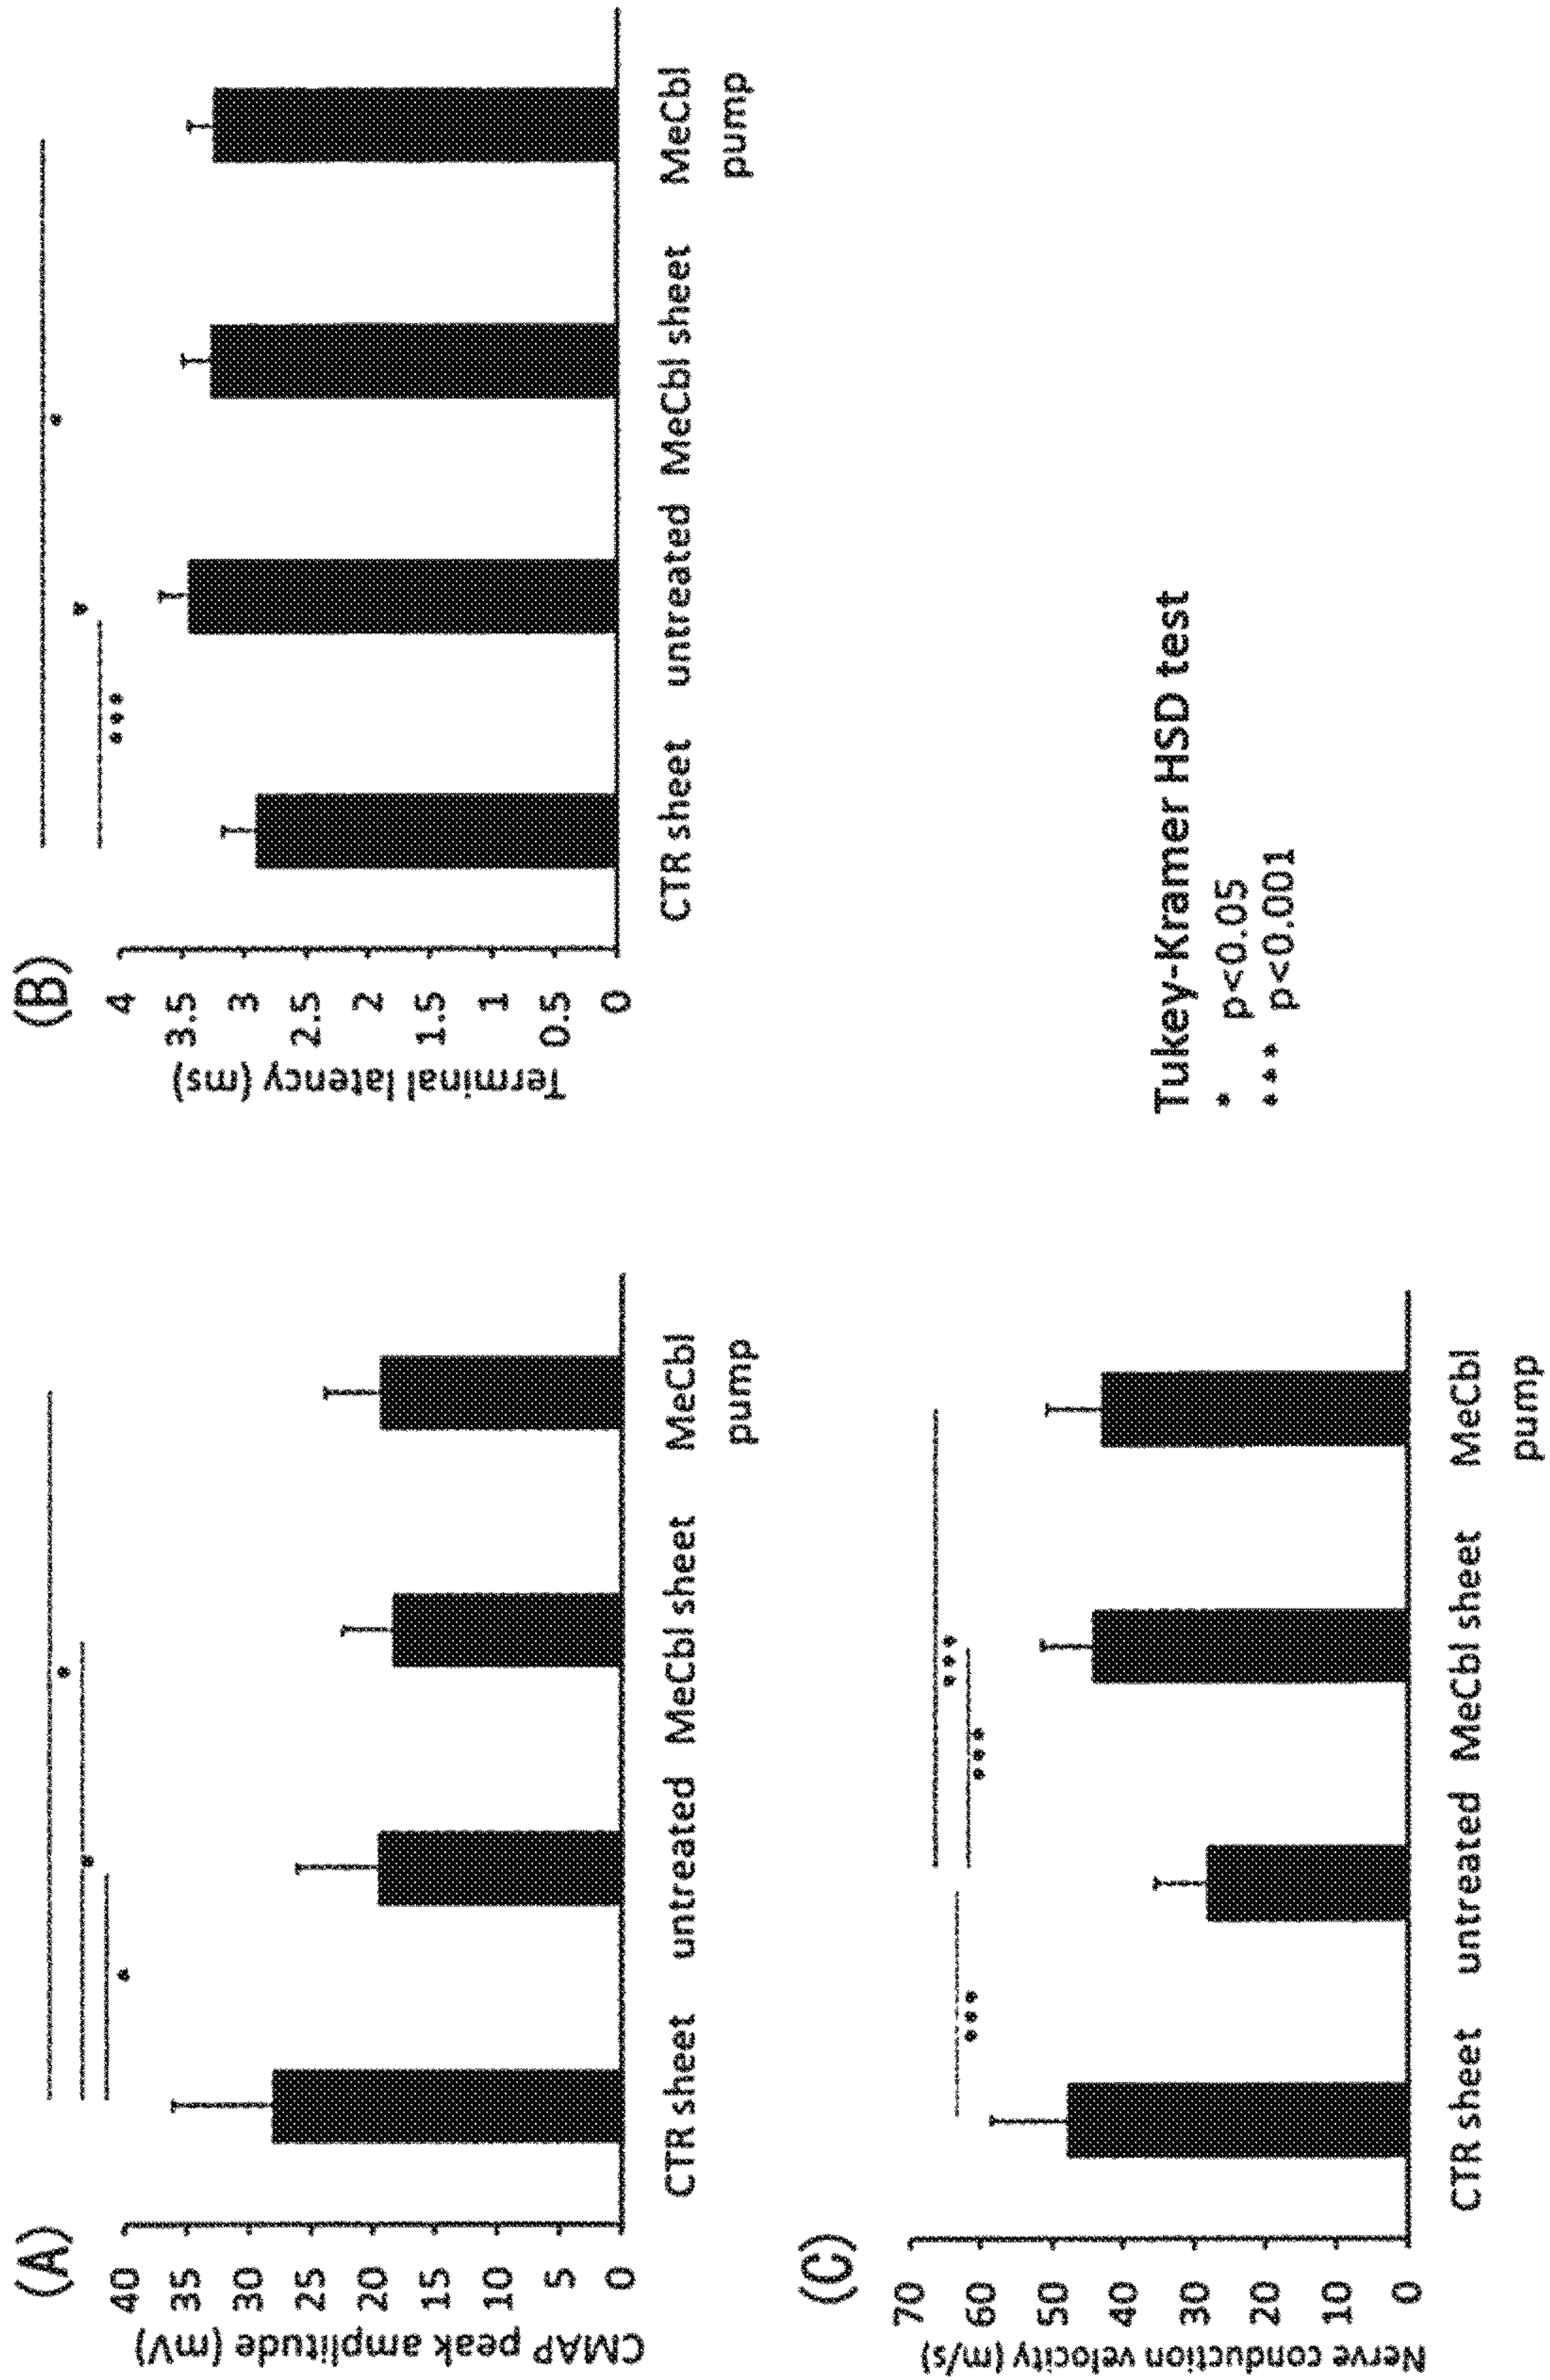 (A)
CMAP peak amplitude (mV)
40
35
30
25
20
15
10
5
0
CTR sheet untreated MeCbl sheet MeCbl
pump
(B)
Terminal latency (ms)
4
3.5
3
2.5
2
1.5
1
0.5
0
CTR sheet untreated MeCbl sheet MeCbl
pump
(C)
Nerve conduction velocity (m/s)
70
60
50
40
30
20
10
0
CTR sheet untreated MeCbl sheet MeCbl
pump
Tukey-Kramer HSD test
* p<0.05
*** p<0.001